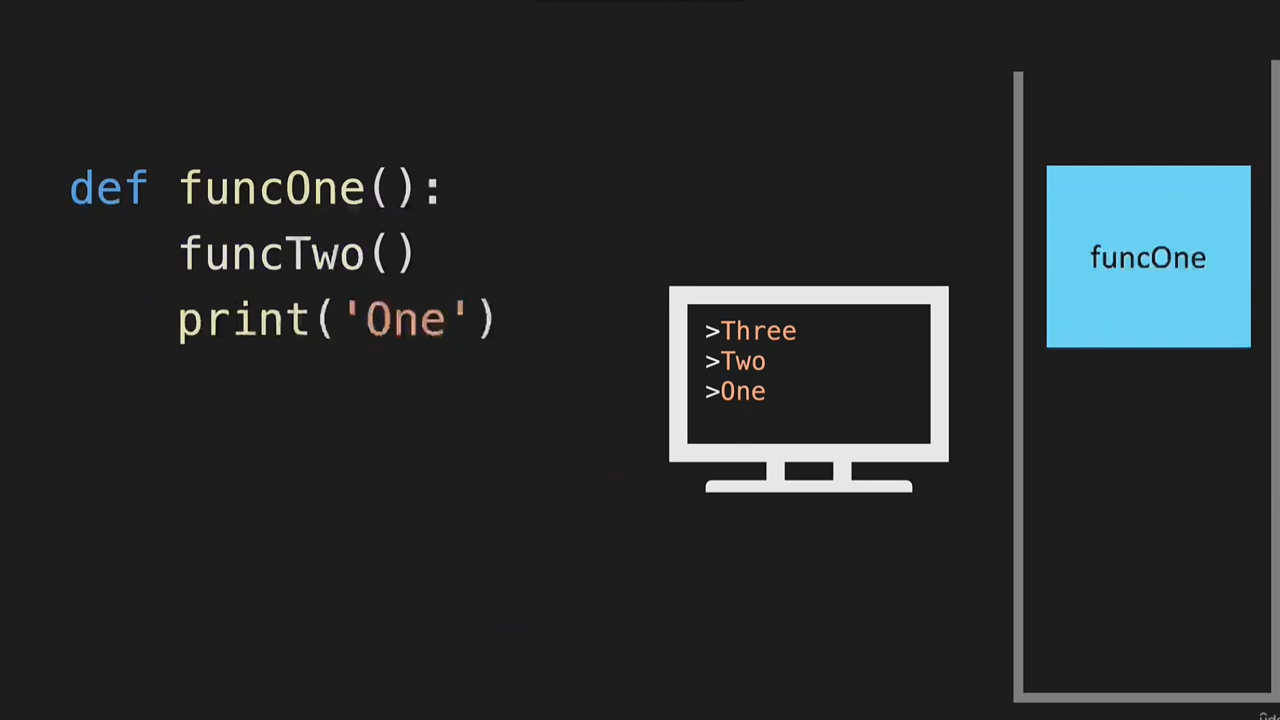 def funcOne():
    funcTwo()
    print('One')
>Three
>Two
>One
funcOne